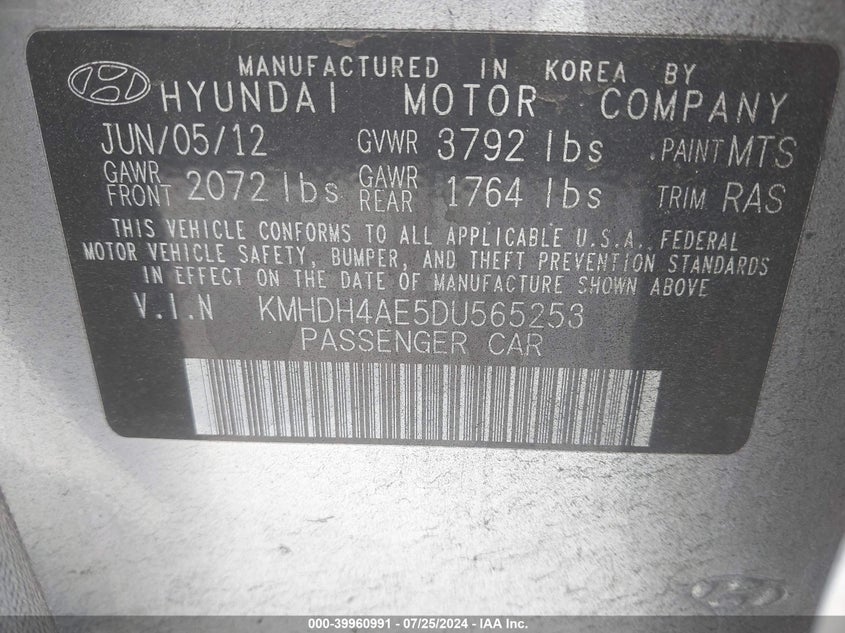 MANUFACTURED IN KOREA BY
HYUNDAI MOTOR COMPANY
JUN/05/12 GVWR 3792 lbs PAINT MTS
GAWR FRONT 2072 lbs GAWR REAR 1764 lbs TRIM RAS
THIS VEHICLE CONFORMS TO ALL APPLICABLE U.S.A. FEDERAL
MOTOR VEHICLE SAFETY, BUMPER, AND THEFT PREVENTION STANDARDS
IN EFFECT ON THE DATE OF MANUFACTURE SHOWN ABOVE
V.I.N KMHDH4AE5DU565253
PASSENGER CAR
000-39960991 - 07/25/2024 - IAA Inc.